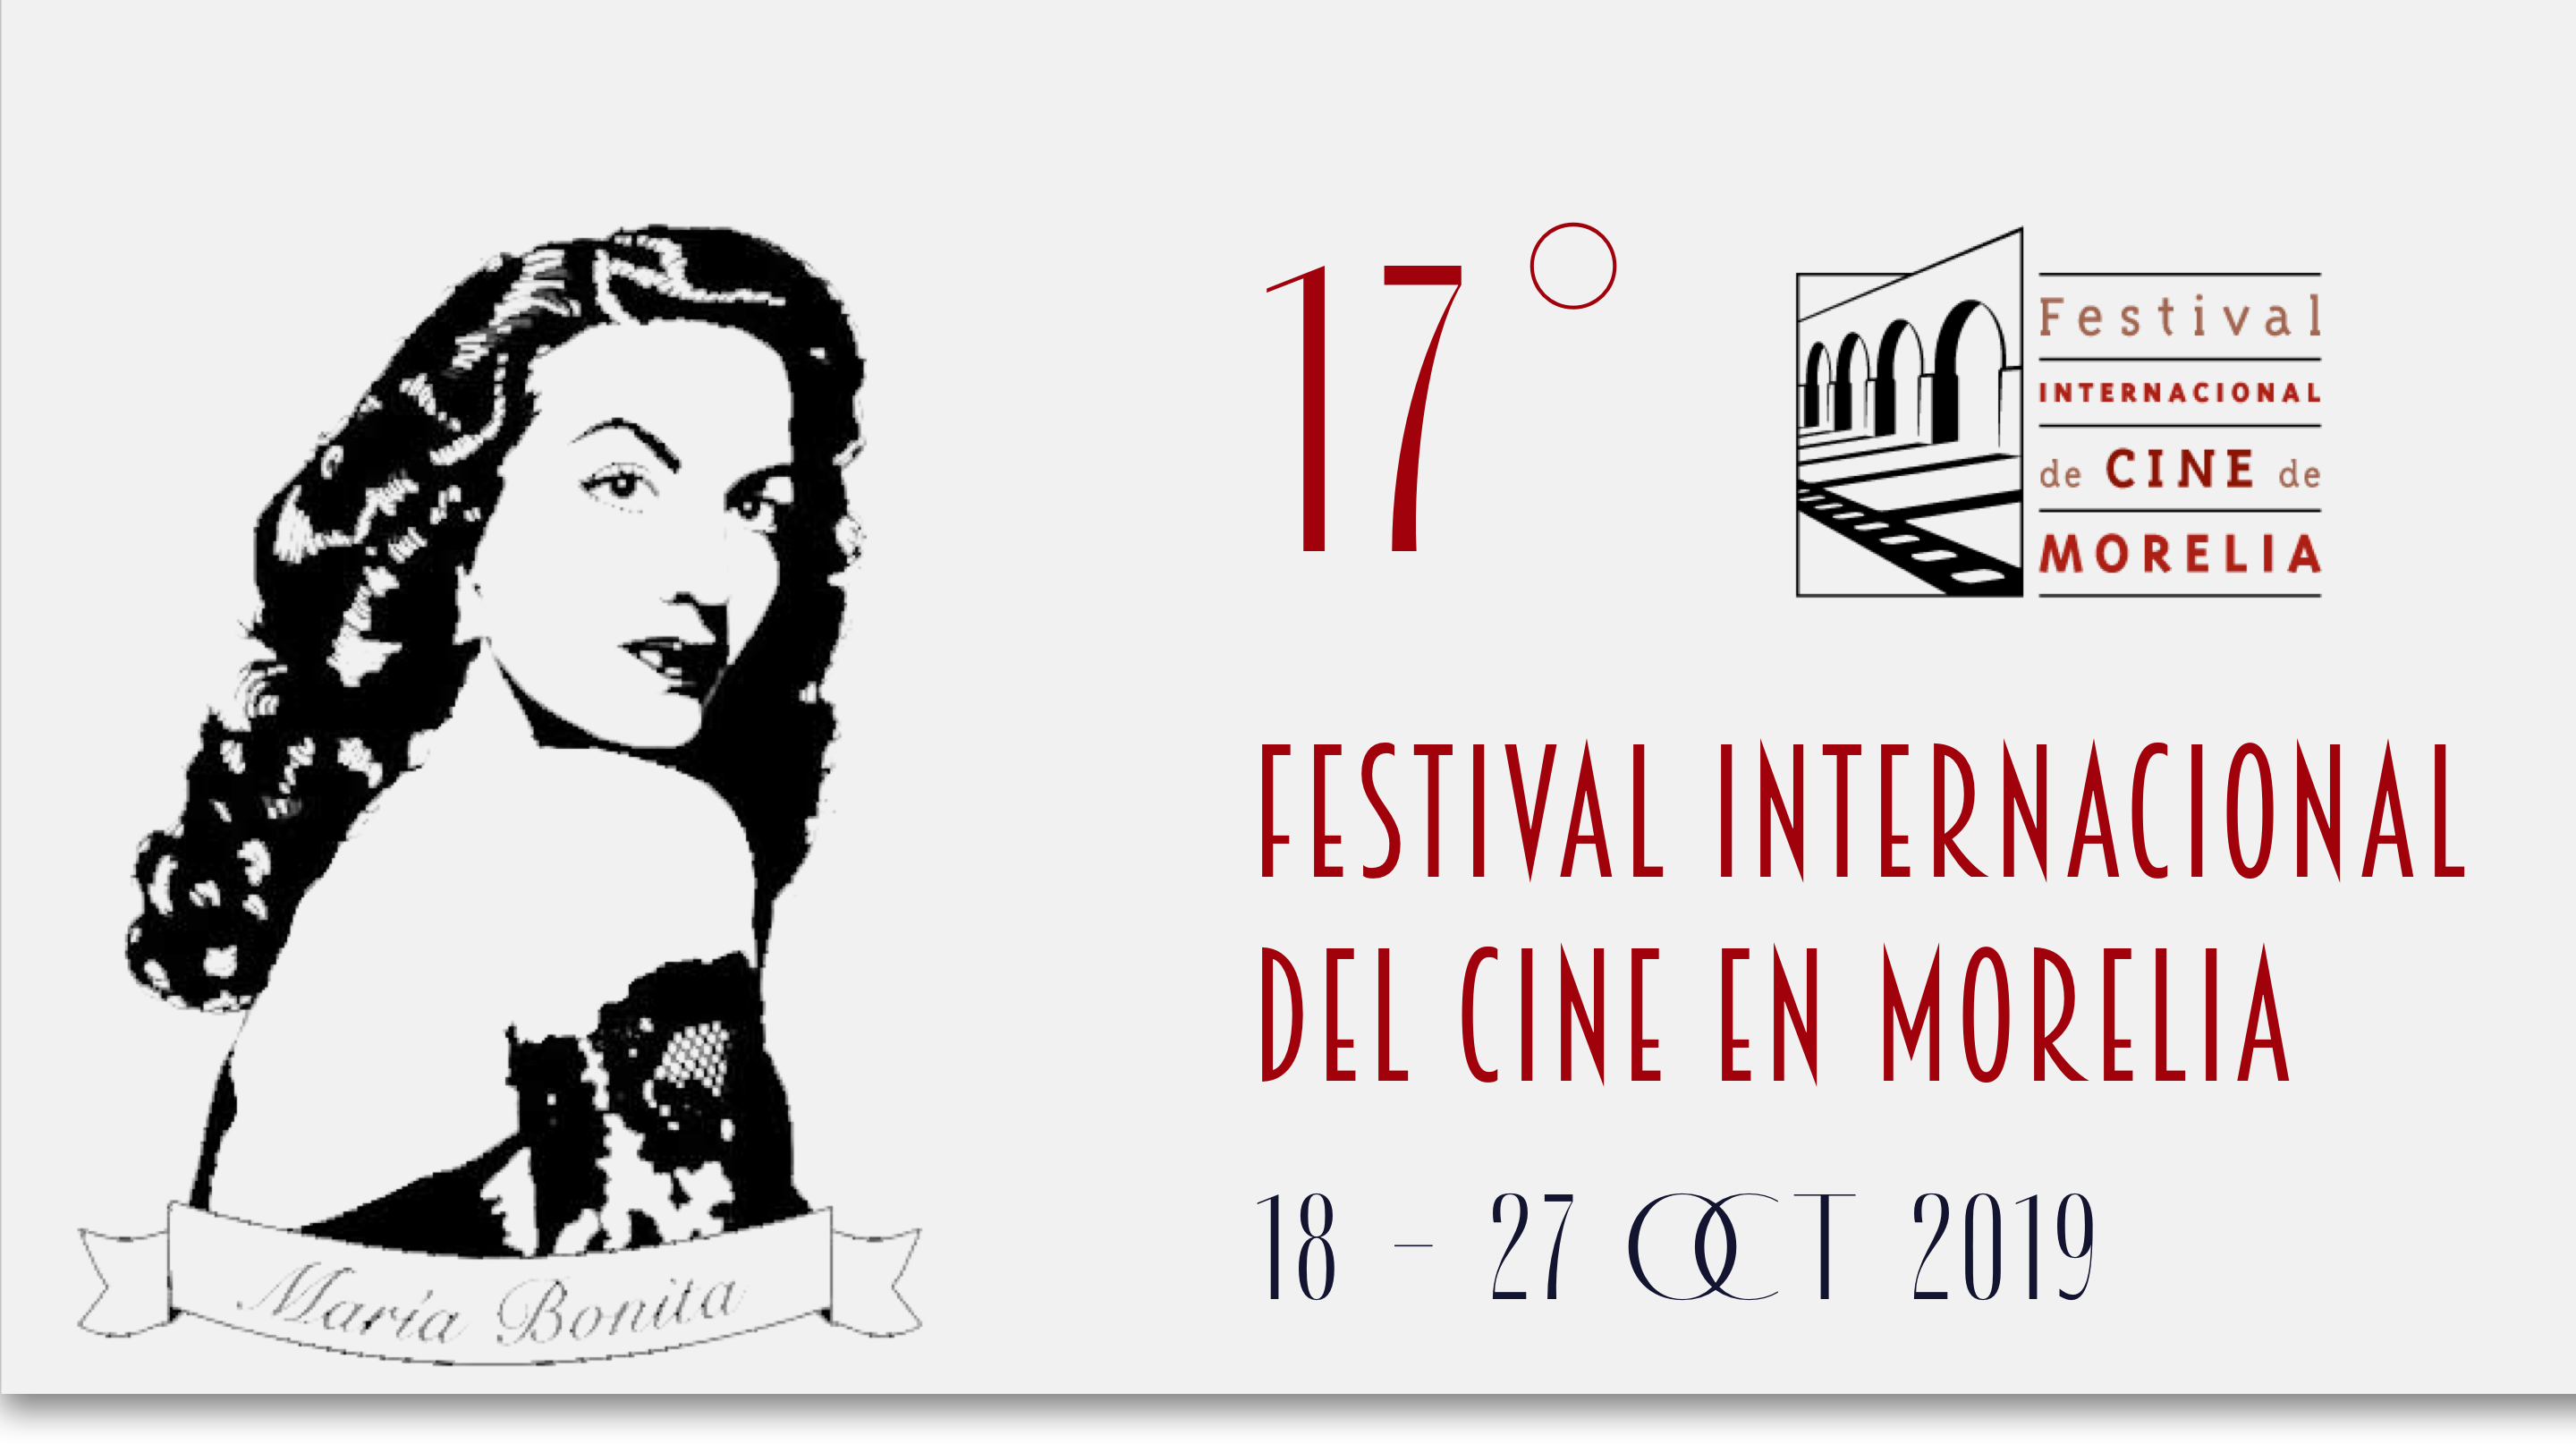 17°
Festival
INTERNACIONAL
de CINE de
MORELIA
FESTIVAL INTERNACIONAL
DEL CINE EN MORELIA
18 – 27 OCT 2019
María Bonita